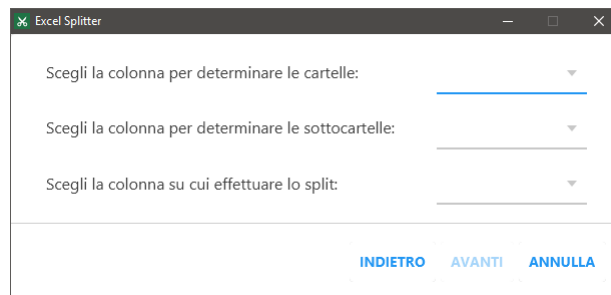 Excel Splitter
Scegli la colonna per determinare le cartelle:
Scegli la colonna per determinare le sottocartelle:
Scegli la colonna su cui effettuare lo split:
INDIETRO AVANTI ANNULLA